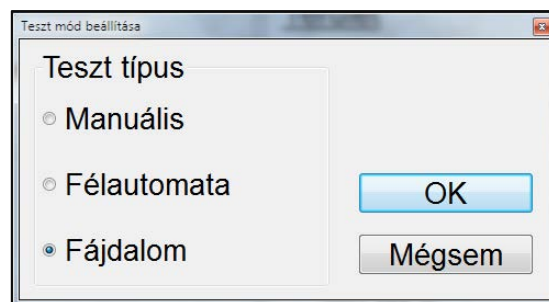 Teszt mód beállítása
Teszt típus
Manuális
Félautomata
Fájdalom
OK
Mégsem